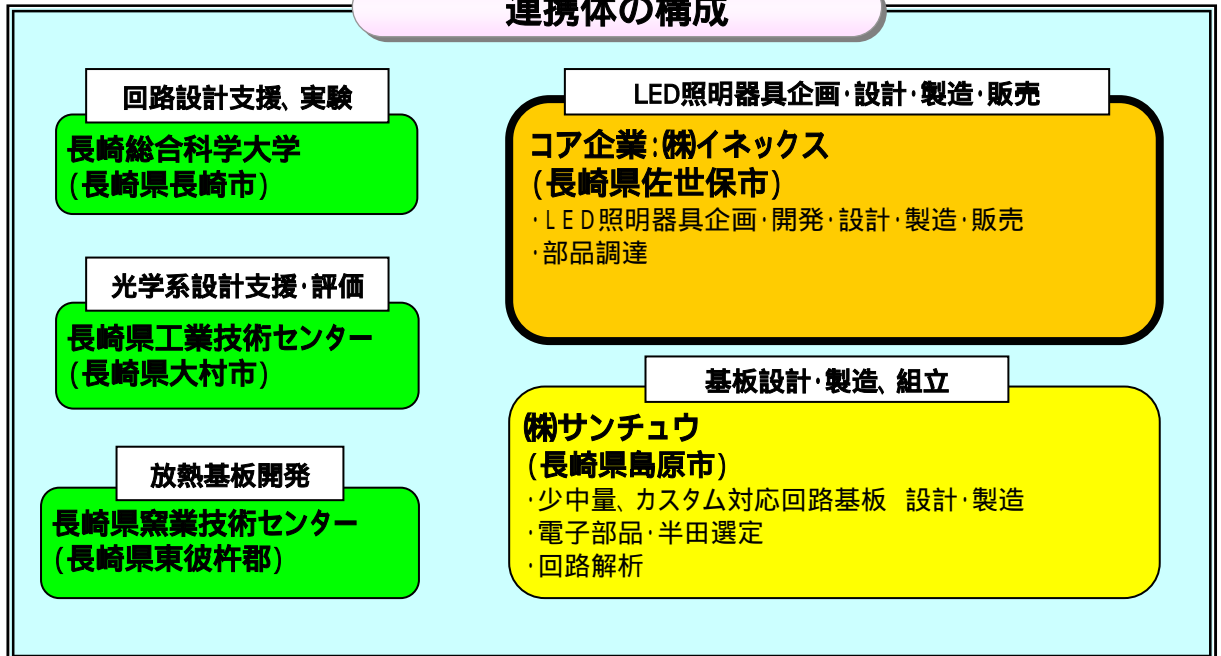 連携体の構成
回路設計支援、実験
長崎総合科学大学
(長崎県長崎市)
光学系設計支援・評価
長崎県工業技術センター
(長崎県大村市)
放熱基板開発
長崎県窯業技術センター
(長崎県東彼杵郡)
LED照明器具企画・設計・製造・販売
コア企業:㈱イネックス
(長崎県佐世保市)
・LED照明器具企画・開発・設計・製造・販売
・部品調達
基板設計・製造、組立
㈱サンチュウ
(長崎県島原市)
・少中量、カスタム対応回路基板 設計・製造
・電子部品・半田選定
・回路解析